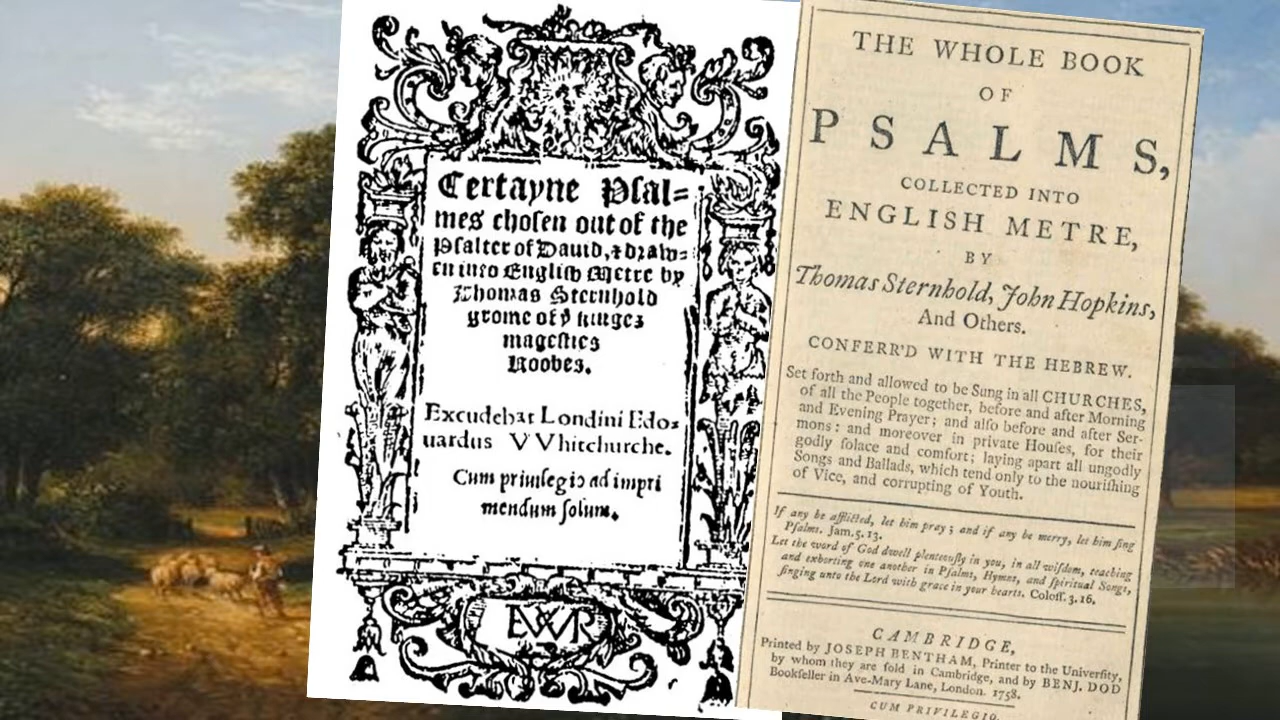 Certayne Psal=
mes chosen out of the
Psalter of Dauid, ⁊ draw=
en into English Metre by
Thomas Sternhold
grome of yͤ kinges
magesties
Roobes.
Excudebat Londini Edo=
uardus VVhitchurche.
Cum priuilegio ad impri
mendum solum.
EWR
THE WHOLE BOOK
OF
PSALMS,
COLLECTED INTO
ENGLISH METRE,
BY
Thomas Sternhold, John Hopkins,
And Others.
CONFERR'D WITH THE HEBREW.
Set forth and allowed to be Sung in all CHURCHES,
of all the People together, before and after Morning
and Evening Prayer; and alſo before and after Ser-
mons: and moreover in private Houſes, for their
godly ſolace and comfort; laying apart all ungodly
Songs and Ballads, which tend only to the nouriſhing
of Vice, and corrupting of Youth.
If any be afflicted, let him pray; and if any be merry, let him ſing
Pſalms. Jam. 5. 13.
Let the word of God dwell plenteouſly in you, in all wiſdom, teaching
and exhorting one another in Pſalms, Hymns, and ſpiritual Songs,
ſinging unto the Lord with grace in your hearts. Coloſſ. 3. 16.
CAMBRIDGE,
Printed by JOSEPH BENTHAM, Printer to the Univerſity,
by whom they are ſold in Cambridge, and by BENJ. DOD
Bookſeller in Ave-Mary Lane, London. 1758.
CUM PRIVILEGIO.